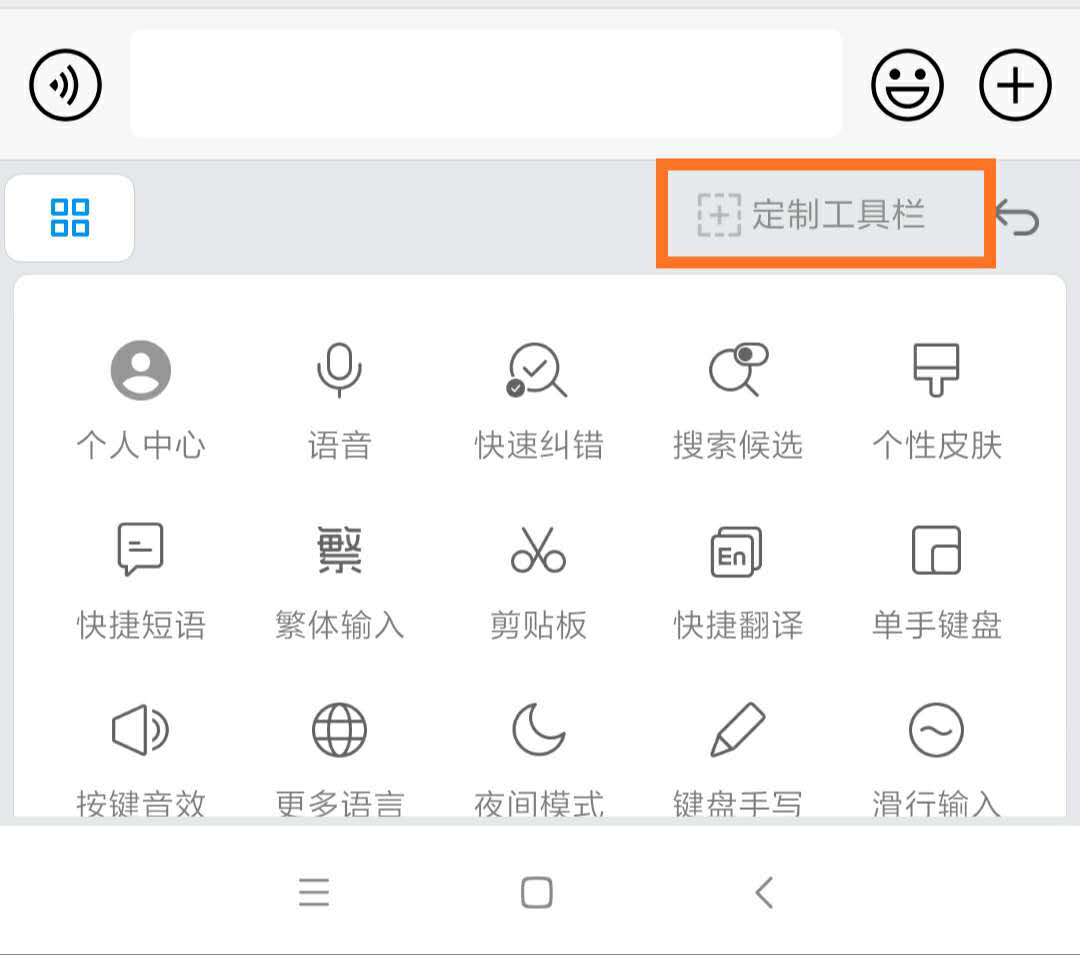 定制工具栏
个人中心 语音 快速纠错 搜索候选 个性皮肤
繁 En
快捷短语 繁体输入 剪贴板 快捷翻译 单手键盘
按键音效 更多语言 夜间模式 键盘手写 滑行输入